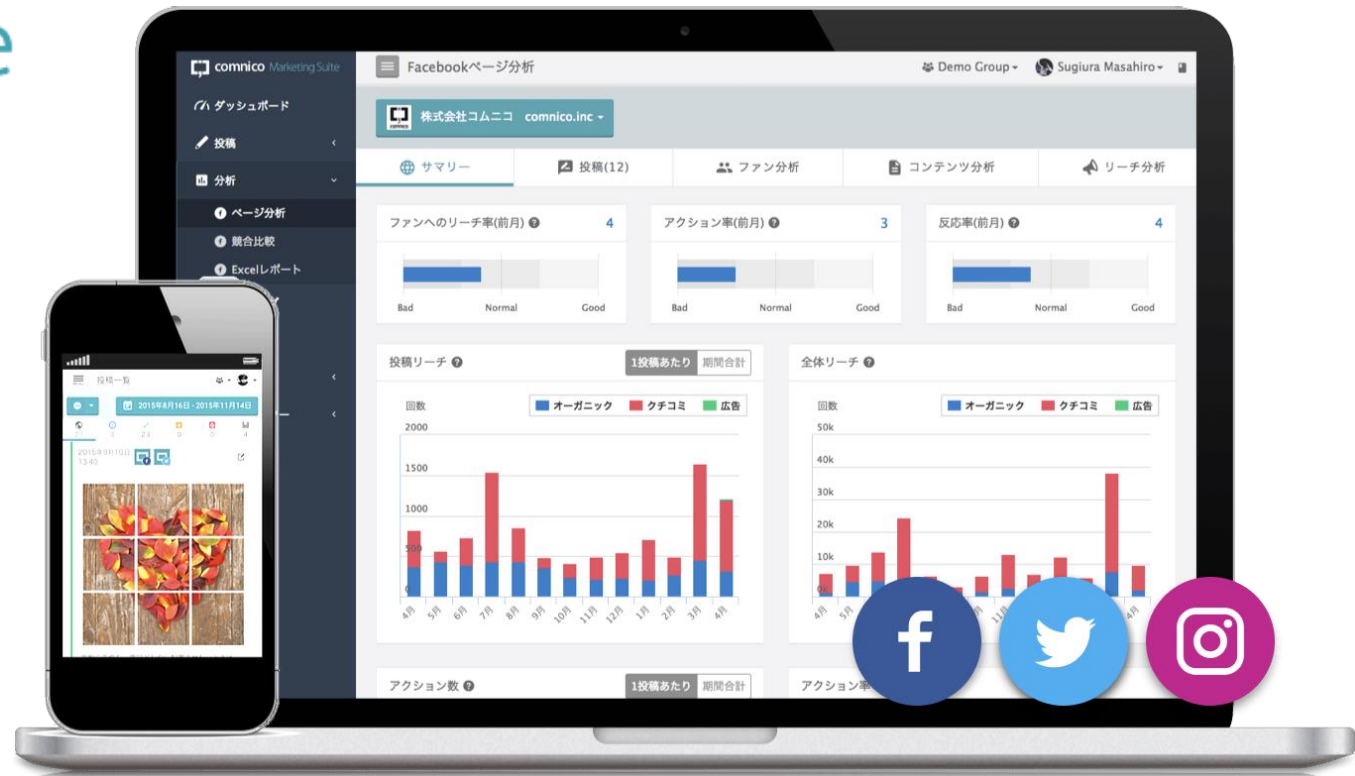 e
comnico Marketing Suite
Facebookページ分析
Demo Group
Sugiura Masahiro
ダッシュボード
株式会社コムニコ comnico.inc
投稿
サマリー
投稿(12)
ファン分析
コンテンツ分析
リーチ分析
分析
ページ分析
競合比較
Excelレポート
ファンへのリーチ率(前月) 4
Bad Normal Good
アクション率(前月) 3
Bad Normal Good
反応率(前月) 4
Bad Normal Good
投稿リーチ
1投稿あたり 期間合計
回数
オーガニック クチコミ 広告
2000
1500
1000
500
0
4月 5月 6月 7月 8月 9月 10月 11月 12月 1月 2月 3月 4月
全体リーチ
回数
オーガニック クチコミ 広告
50k
40k
30k
20k
10k
4月
アクション数
1投稿あたり 期間合計
アクション率
投稿一覧
2015年8月16日 - 2015年11月14日
13:40
f